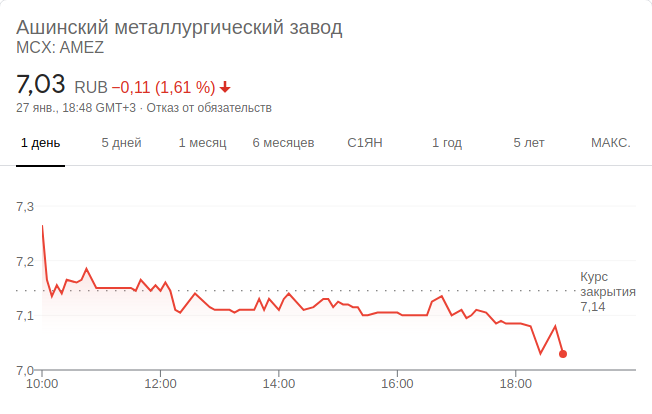 Ашинский металлургический завод
MCX: AMEZ
7,03 RUB −0,11 (1,61 %)
27 янв., 18:48 GMT+3 · Отказ от обязательств
1 день 5 дней 1 месяц 6 месяцев С1ЯН 1 год 5 лет МАКС.
7,3
7,2
Курс
закрытия
7,14
7,1
7,0
10:00 12:00 14:00 16:00 18:00